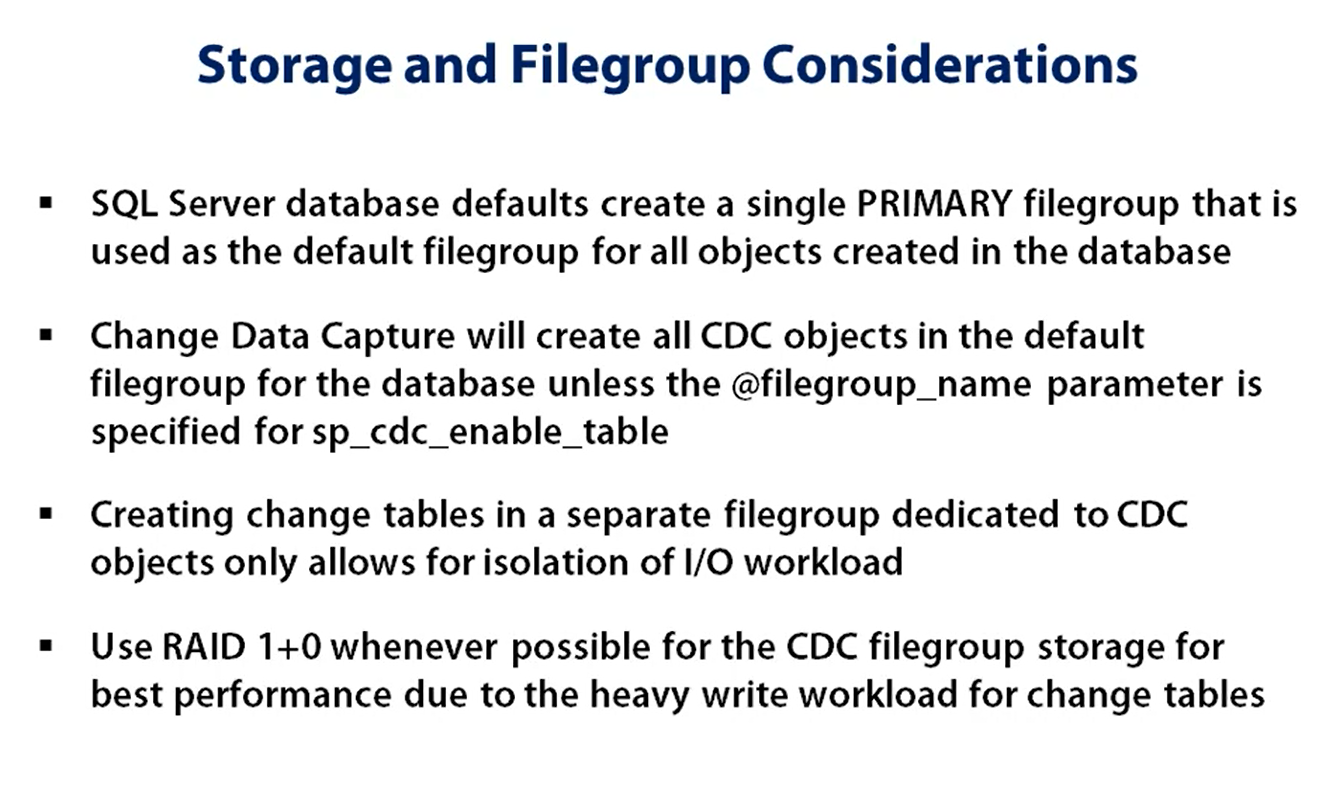 Storage and Filegroup Considerations
▪ SQL Server database defaults create a single PRIMARY filegroup that is
used as the default filegroup for all objects created in the database
▪ Change Data Capture will create all CDC objects in the default
filegroup for the database unless the @filegroup_name parameter is
specified for sp_cdc_enable_table
▪ Creating change tables in a separate filegroup dedicated to CDC
objects only allows for isolation of I/O workload
▪ Use RAID 1+0 whenever possible for the CDC filegroup storage for
best performance due to the heavy write workload for change tables